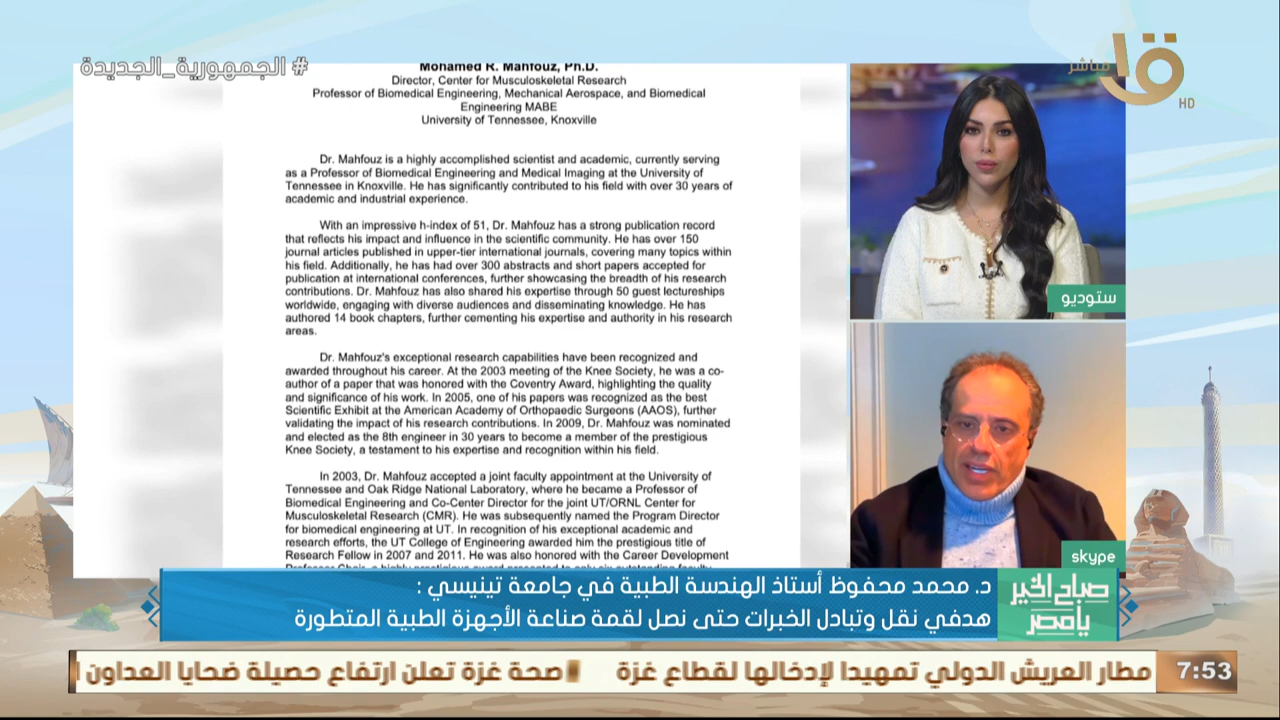 # الجمهورية_الجديدة
مباشر
HD
Mohamed R. Mahfouz, Ph.D.
Director, Center for Musculoskeletal Research
Professor of Biomedical Engineering, Mechanical Aerospace, and Biomedical
Engineering MABE
University of Tennessee, Knoxville
Dr. Mahfouz is a highly accomplished scientist and academic, currently serving
as a Professor of Biomedical Engineering and Medical Imaging at the University of
Tennessee in Knoxville. He has significantly contributed to his field with over 30 years of
academic and industrial experience.
With an impressive h-index of 51, Dr. Mahfouz has a strong publication record
that reflects his impact and influence in the scientific community. He has over 150
journal articles published in upper-tier international journals, covering many topics within
his field. Additionally, he has had over 300 abstracts and short papers accepted for
publication at international conferences, further showcasing the breadth of his research
contributions. Dr. Mahfouz has also shared his expertise through 50 guest lectureships
worldwide, engaging with diverse audiences and disseminating knowledge. He has
authored 14 book chapters, further cementing his expertise and authority in his research
areas.
Dr. Mahfouz's exceptional research capabilities have been recognized and
awarded throughout his career. At the 2003 meeting of the Knee Society, he was a co-
author of a paper that was honored with the Coventry Award, highlighting the quality
and significance of his work. In 2005, one of his papers was recognized as the best
Scientific Exhibit at the American Academy of Orthopaedic Surgeons (AAOS), further
validating the impact of his research contributions. In 2009, Dr. Mahfouz was nominated
and elected as the 8th engineer in 30 years to become a member of the prestigious
Knee Society, a testament to his expertise and recognition within his field.
In 2003, Dr. Mahfouz accepted a joint faculty appointment at the University of
Tennessee and Oak Ridge National Laboratory, where he became a Professor of
Biomedical Engineering and Co-Center Director for the joint UT/ORNL Center for
Musculoskeletal Research (CMR). He was subsequently named the Program Director
for biomedical engineering at UT. In recognition of his exceptional academic and
research efforts, the UT College of Engineering awarded him the prestigious title of
Research Fellow in 2007 and 2011. He was also honored with the Career Development
ستوديو
skype
صباح الخير
يا مصر
د. محمد محفوظ أستاذ الهندسة الطبية في جامعة تينيسي :
هدفي نقل وتبادل الخبرات حتى نصل لقمة صناعة الأجهزة الطبية المتطورة
7:53
مطار العريش الدولي تمهيدا لإدخالها لقطاع غزة صحة غزة تعلن ارتفاع حصيلة ضحايا العداون